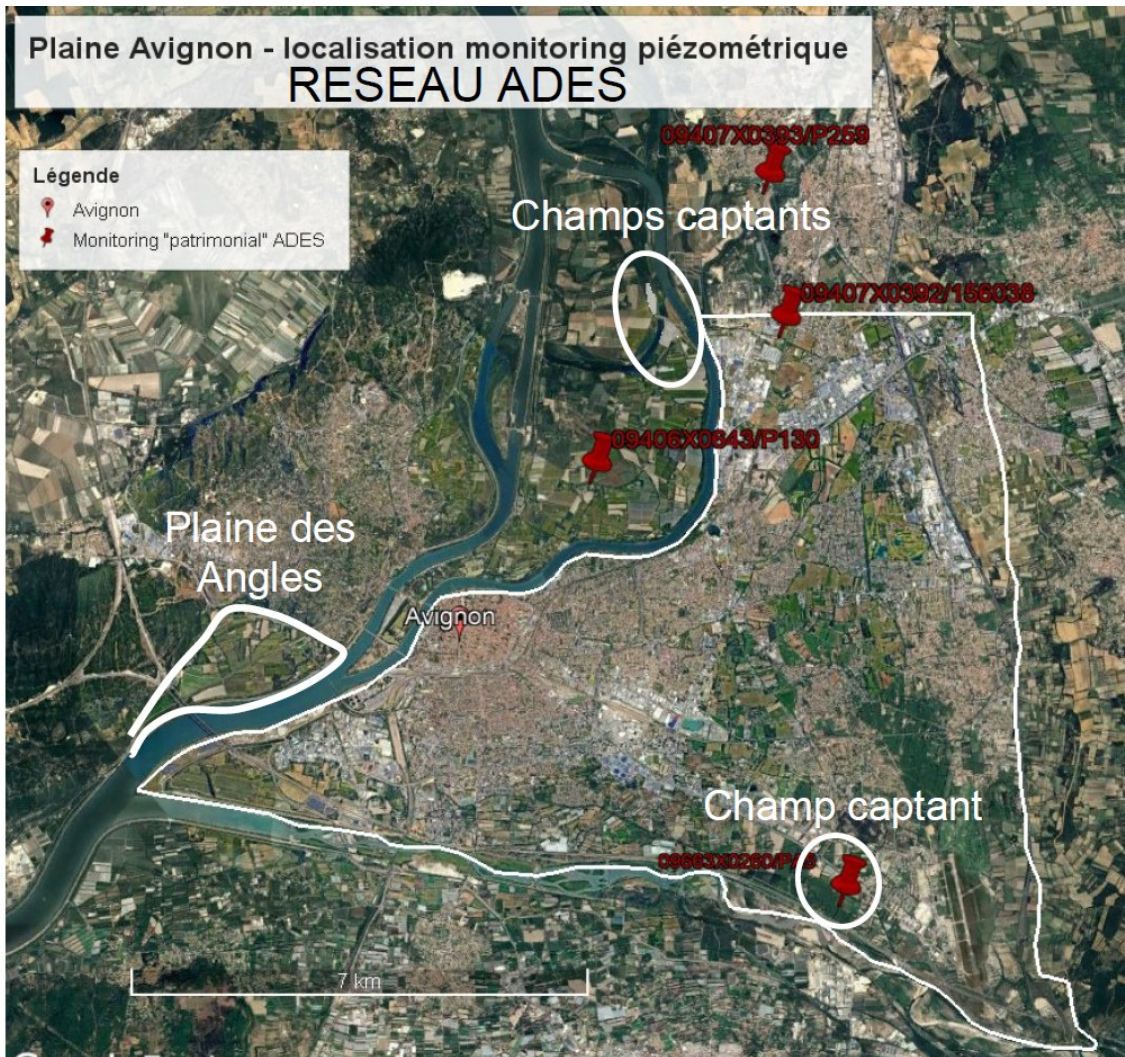 Plaine Avignon - localisation monitoring piézométrique
RESEAU ADES
Légende
Avignon
Monitoring "patrimonial" ADES
09407X0393/P259
Champs captants
09407X0392/156038
09406X0643/P130
Plaine des
Angles
Avignon
Champ captant
7 km